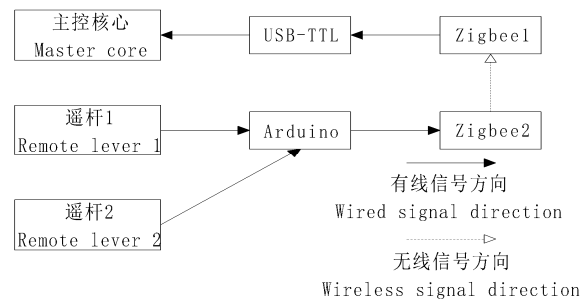 主控核心
Master core
USB-TTL
Zigbee1
遥杆1
Remote lever 1
Arduino
Zigbee2
有线信号方向
Wired signal direction
遥杆2
Remote lever 2
无线信号方向
Wireless signal direction